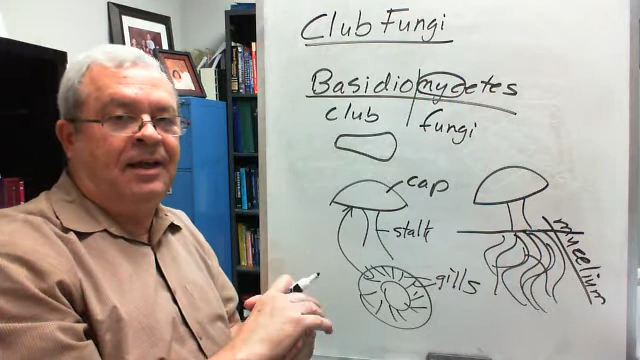 Club Fungi
Basidiomycetes
club fungi
cap
stalk
gills
mycelium